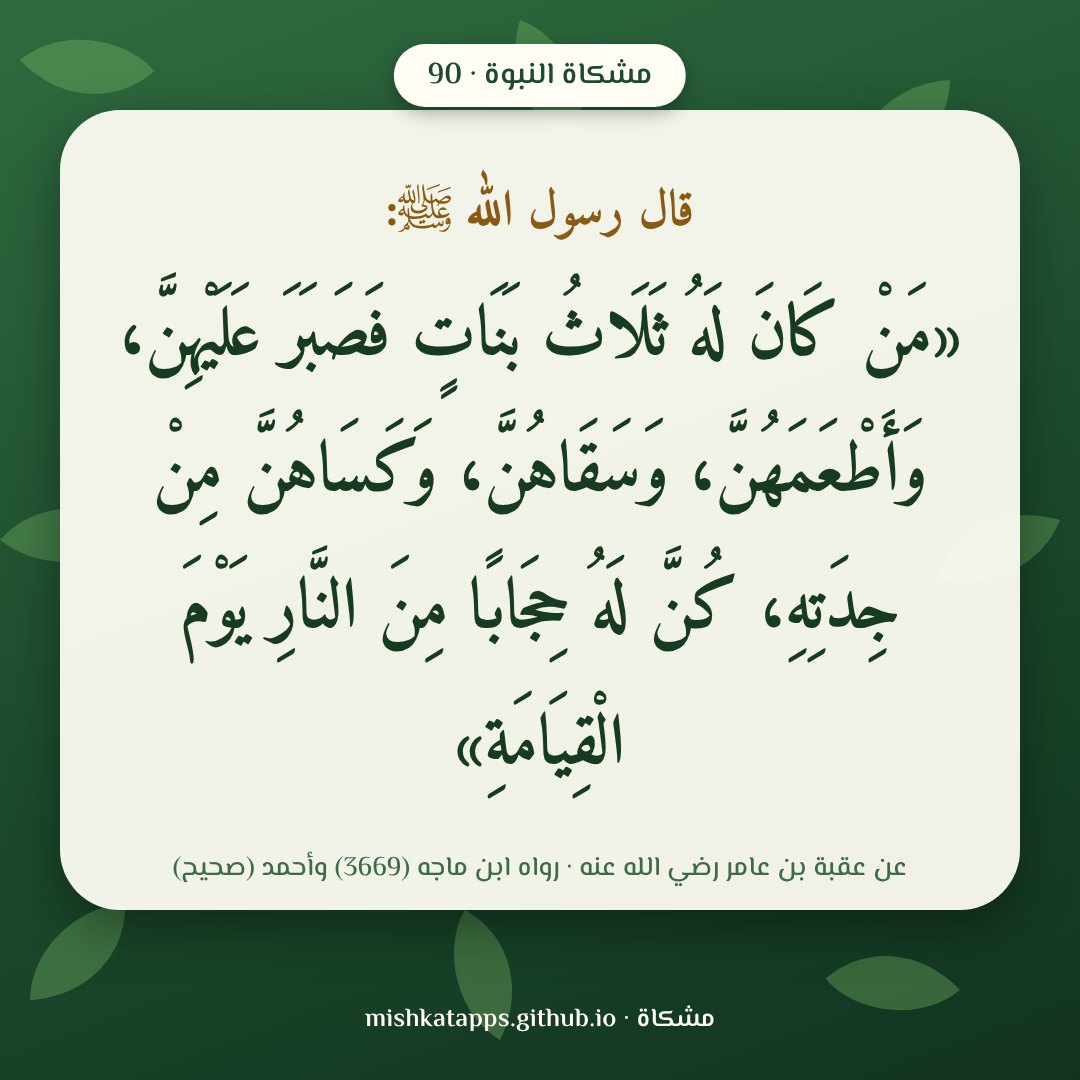 مشكاة النبوة · 90
قال رسول الله ﷺ:
«مَنْ كَانَ لَهُ ثَلَاثُ بَنَاتٍ فَصَبَرَ عَلَيْهِنَّ،
وَأَطْعَمَهُنَّ، وَسَقَاهُنَّ، وَكَسَاهُنَّ مِنْ
جِدَتِهِ، كُنَّ لَهُ حِجَابًا مِنَ النَّارِ يَوْمَ
الْقِيَامَةِ»
عن عقبة بن عامر رضي الله عنه · رواه ابن ماجه (3669) وأحمد (صحيح)
مشكاة · mishkatapps.github.io